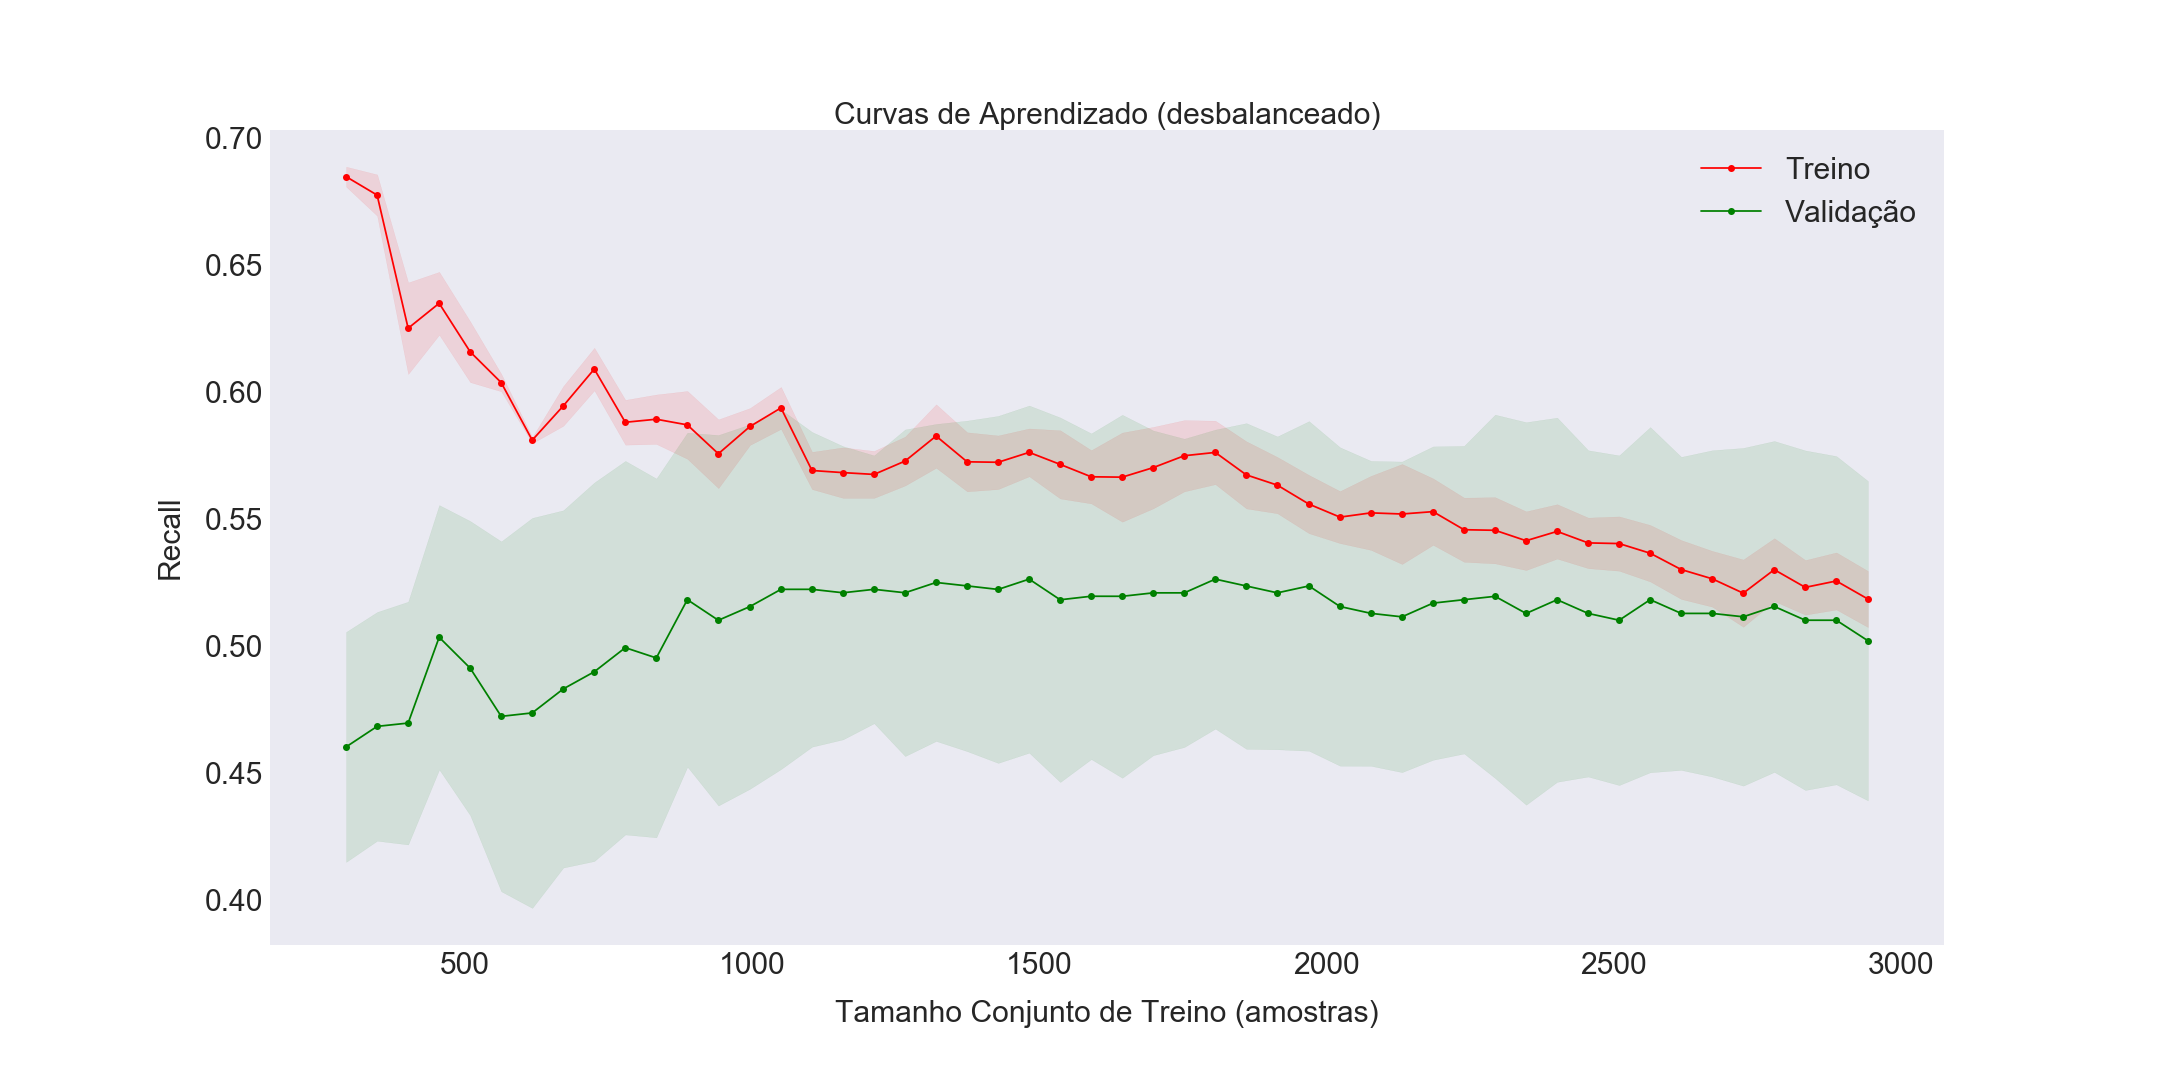 Curvas de Aprendizado (desbalanceado)
Treino
Validação
0.70
0.65
0.60
0.55
0.50
0.45
0.40
Recall
500 1000 1500 2000 2500 3000
Tamanho Conjunto de Treino (amostras)